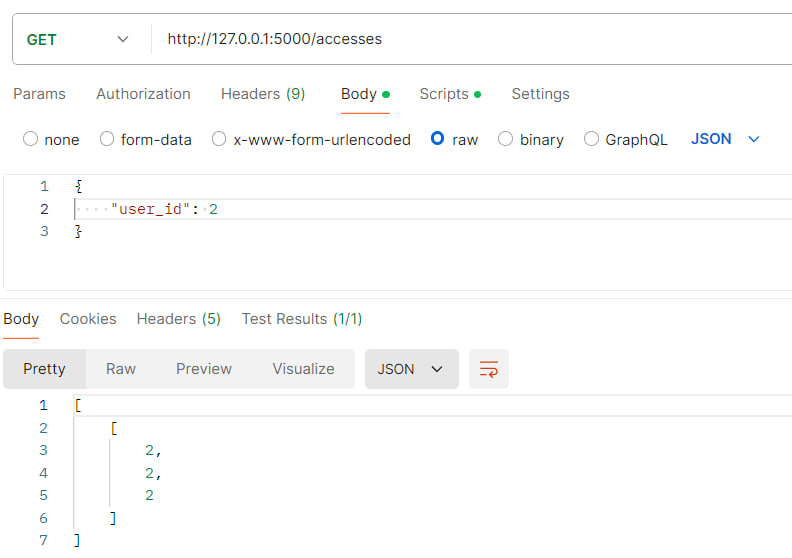 GET http://127.0.0.1:5000/accesses
Params Authorization Headers (9) Body Scripts Settings
none form-data x-www-form-urlencoded raw binary GraphQL JSON
1 {
2 "user_id": 2
3 }
Body Cookies Headers (5) Test Results (1/1)
Pretty Raw Preview Visualize JSON
1 [
2 [
3 2,
4 2,
5 2
6 ]
7 ]